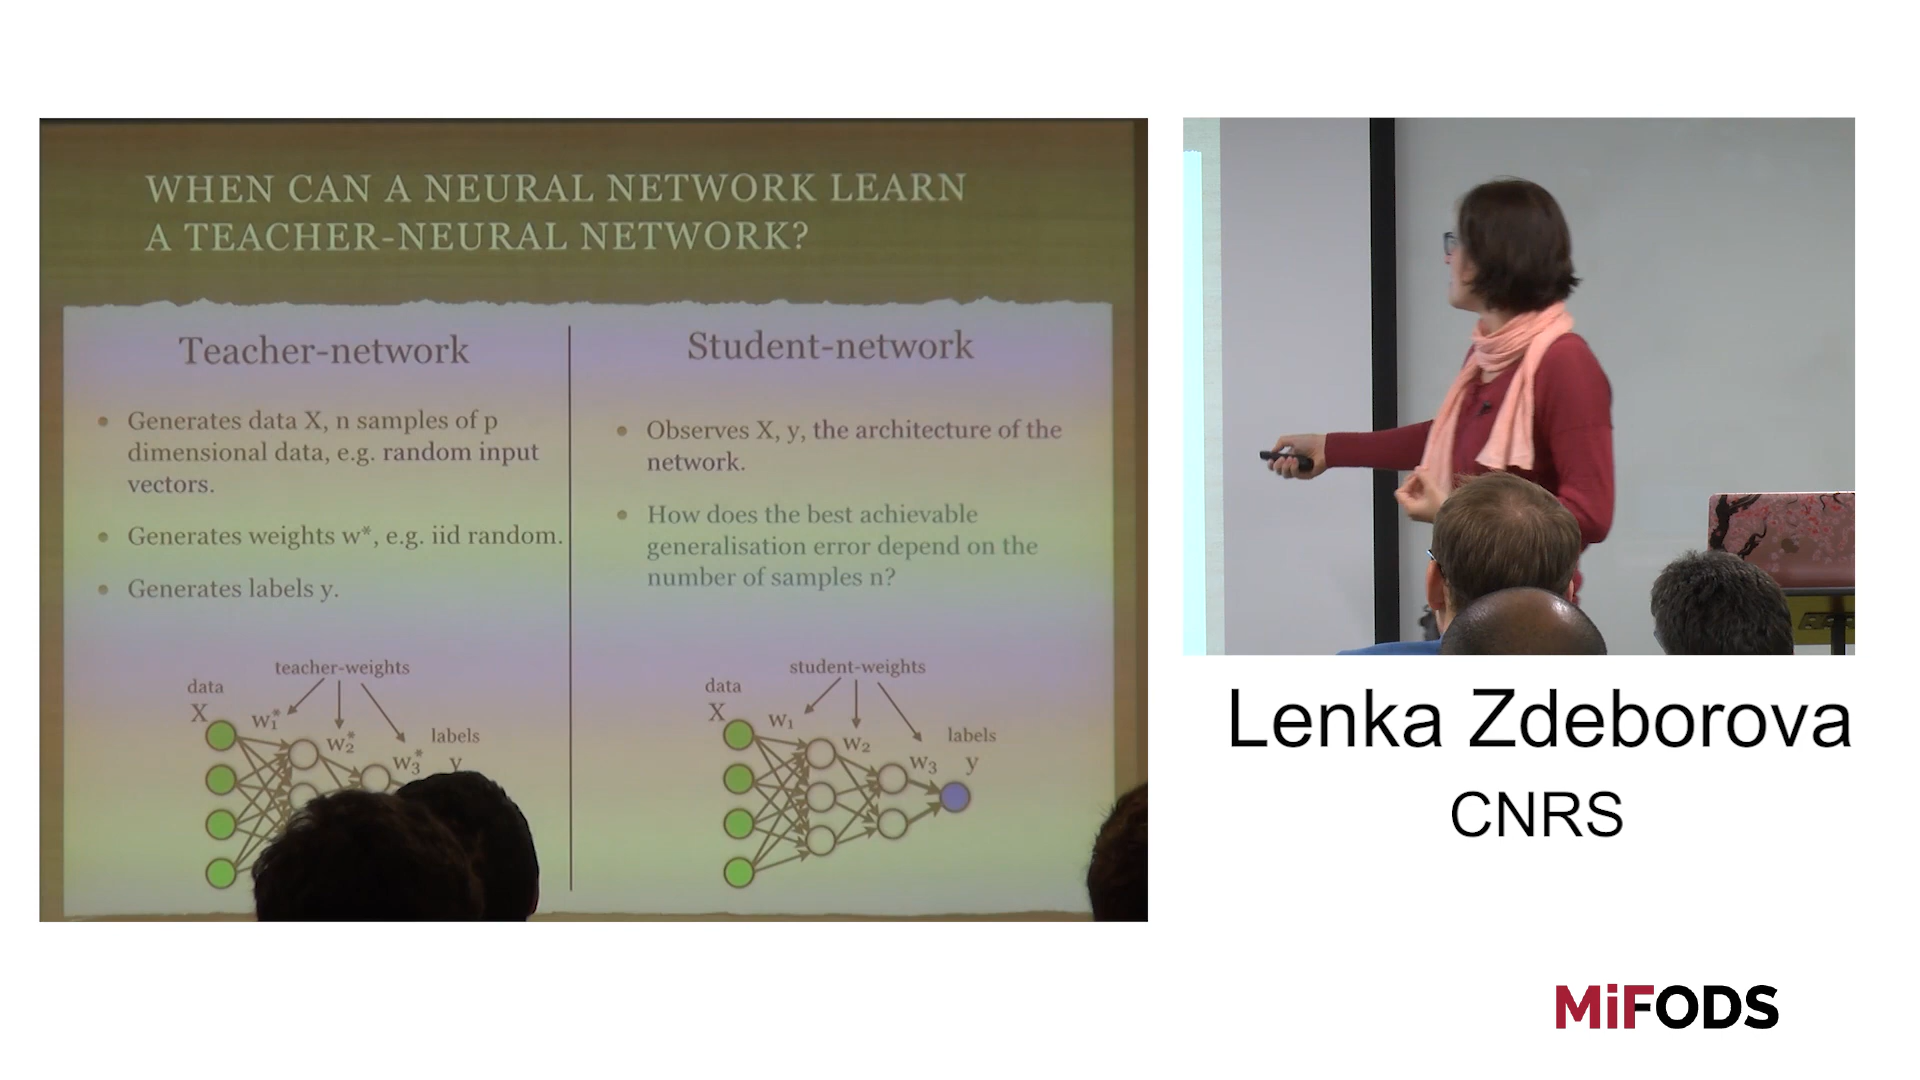 WHEN CAN A NEURAL NETWORK LEARN
A TEACHER-NEURAL NETWORK?
Teacher-network
• Generates data X, n samples of p
dimensional data, e.g. random input
vectors.
• Generates weights w*, e.g. iid random.
• Generates labels y.
teacher-weights
data
X
w₁*
w₂*
w₃*
labels
y
Student-network
• Observes X, y, the architecture of the
network.
• How does the best achievable
generalisation error depend on the
number of samples n?
student-weights
data
X
w₁
w₂
w₃
labels
y
Lenka Zdeborova
CNRS
MiFODS